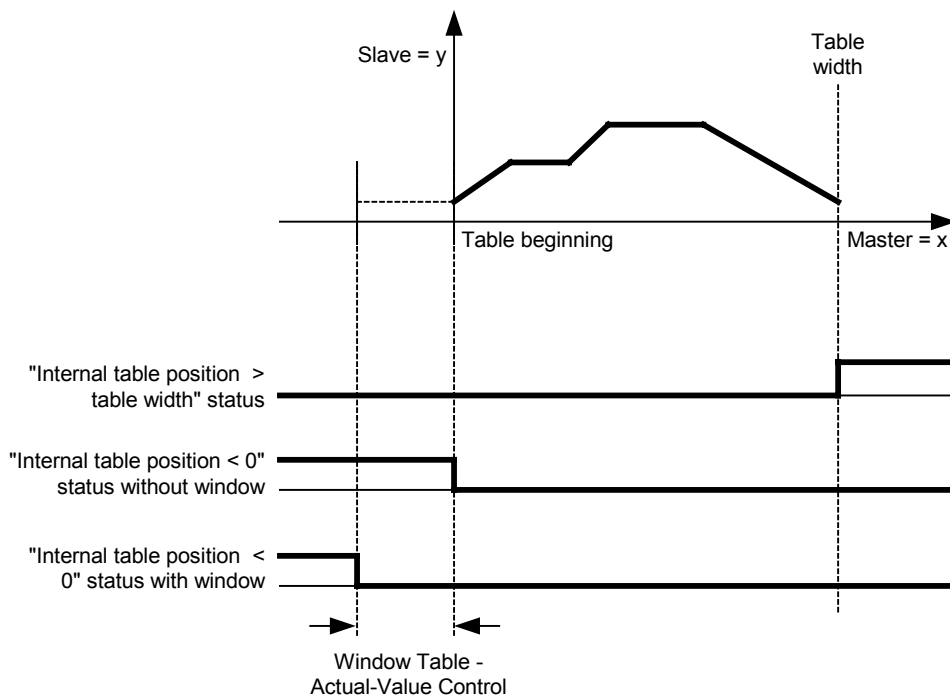 Slave = y
Table
width
Table beginning
Master = x
"Internal table position >
table width" status
"Internal table position < 0"
status without window
"Internal table position <
0" status with window
Window Table -
Actual-Value Control